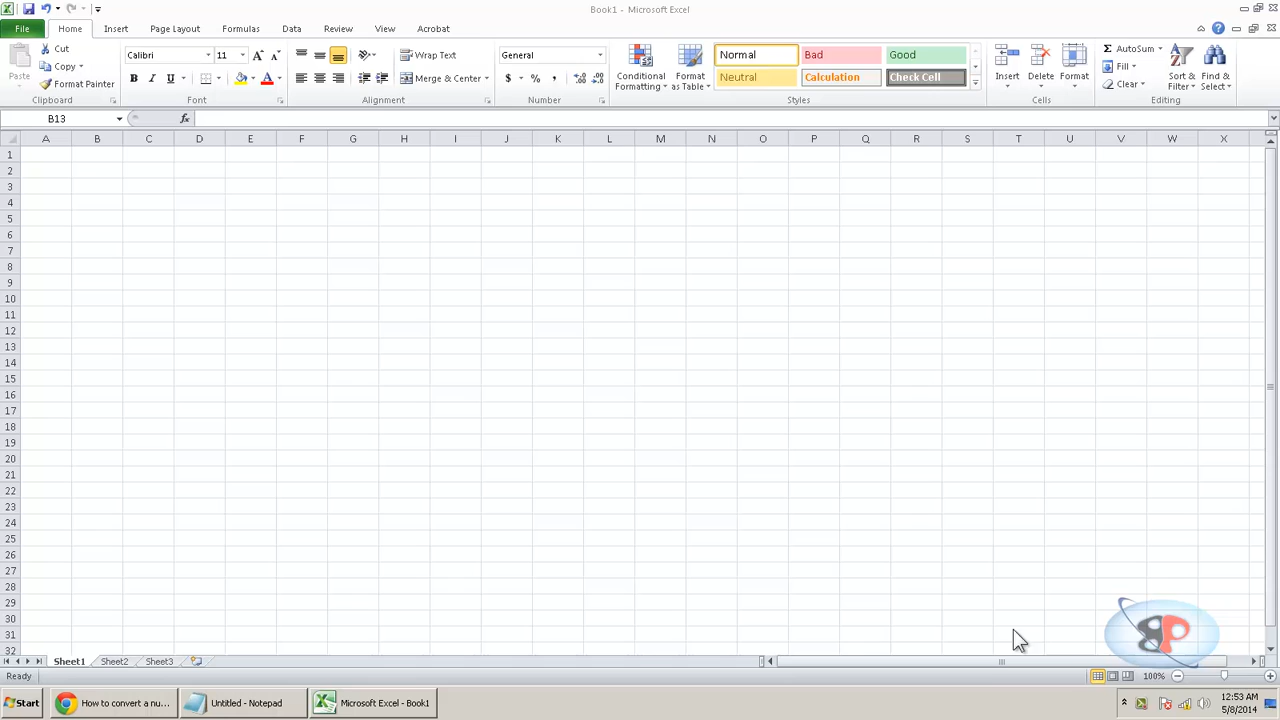 Book1 - Microsoft Excel
File Home Insert Page Layout Formulas Data Review View Acrobat
Paste Cut Copy Format Painter Clipboard
Calibri 11 B I U A Font
Wrap Text Merge & Center Alignment
General $ % , Number
Conditional Formatting Format as Table
Normal Bad Good
Neutral Calculation Check Cell
Styles
Insert Delete Format Cells
AutoSum Fill Clear Sort & Filter Find & Select Editing
B13 fx
A B C D E F G H I J K L M N O P Q R S T U V W X
1
2
3
4
5
6
7
8
9
10
11
12
13
14
15
16
17
18
19
20
21
22
23
24
25
26
27
28
29
30
31
32
Sheet1 Sheet2 Sheet3
Ready 100%
Start How to convert a nu... Untitled - Notepad Microsoft Excel - Book1 12:53 AM
5/8/2014